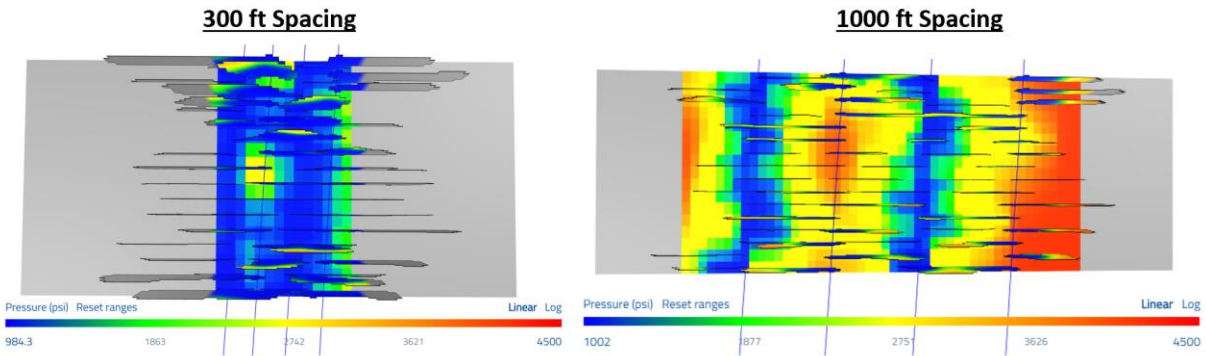 300 ft Spacing
Pressure (psi) Reset ranges Linear Log
984.3 1863 2742 3621 4500
1000 ft Spacing
Pressure (psi) Reset ranges Linear Log
1002 1877 2751 3626 4500